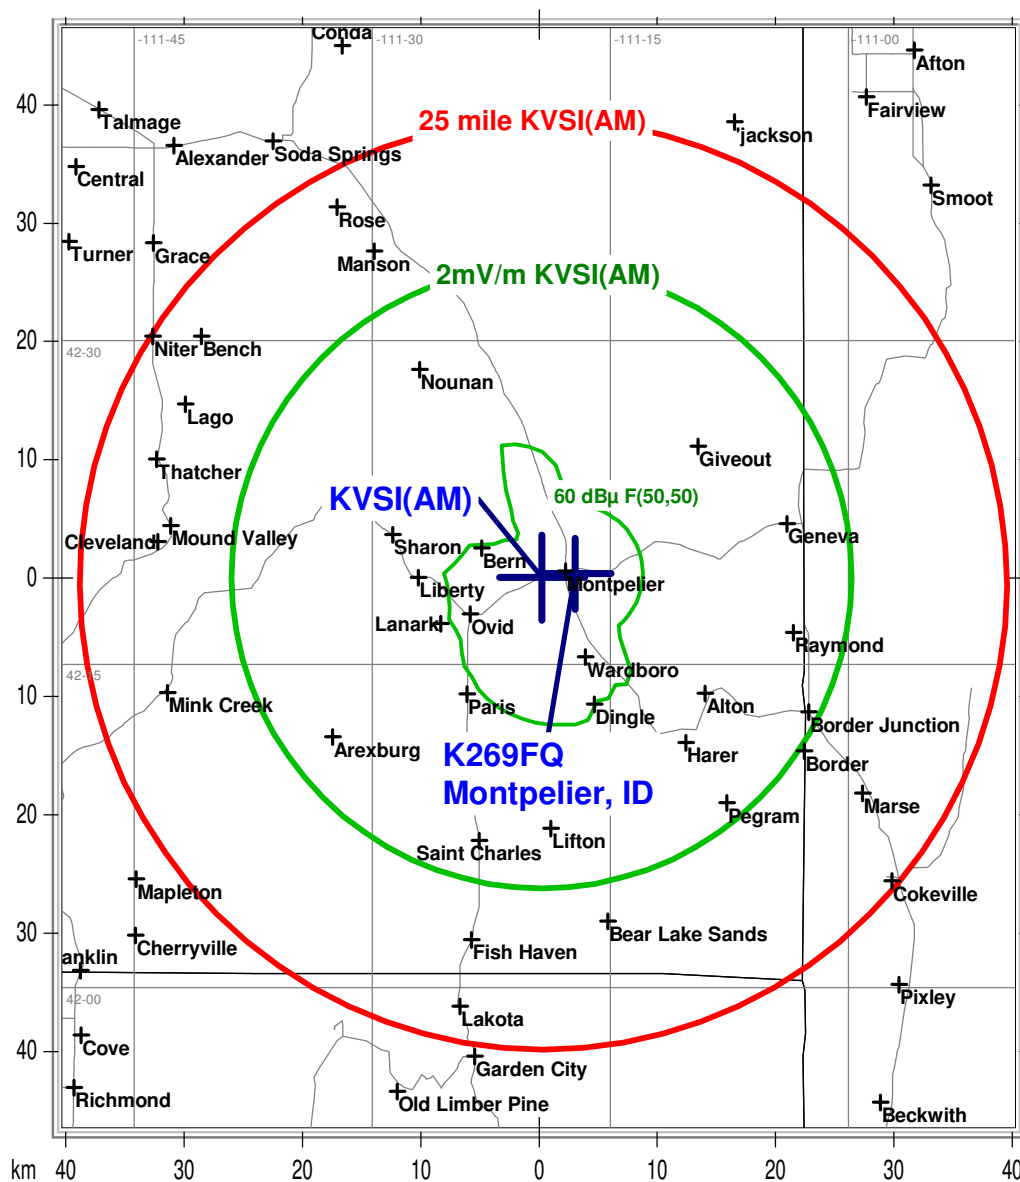 Conda
-111-45
-111-30
-111-15
-111-00
Afton
40
Talmage
25 mile KVSI(AM)
Fairview
jackson
Alexander
Soda Springs
Central
Smoot
30
Rose
Turner
Grace
Manson
2mV/m KVSI(AM)
20
42-30
Niter
Bench
Nounan
Lago
10
Thatcher
Giveout
KVSI(AM)
60 dBµ F(50,50)
Cleveland
Mound Valley
Sharon
Bern
Geneva
0
Liberty
Montpelier
Lanark
Ovid
Raymond
42-15
Wardboro
10
Mink Creek
Paris
Dingle
Alton
Border Junction
Arexburg
K269FQ
Montpelier, ID
Harer
Border
20
Pegram
Marse
Lifton
Saint Charles
Mapleton
Cokeville
30
Cherryville
Bear Lake Sands
anklin
Fish Haven
42-00
Pixley
Lakota
40
Cove
Garden City
Richmond
Old Limber Pine
Beckwith
km 40 30 20 10 0 10 20 30 40